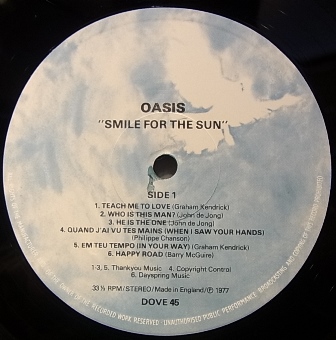 OASIS
"SMILE FOR THE SUN"
SIDE 1
1. TEACH ME TO LOVE (Graham Kendrick)
2. WHO IS THIS MAN? (John de Jong)
3. HE IS THE ONE (John de Jong)
4. QUAND J'AI VU TES MAINS (WHEN I SAW YOUR HANDS)
(Philippe Chanson)
5. EM TEU TEMPO (IN YOUR WAY) (Graham Kendrick)
6. HAPPY ROAD (Barry McGuire)
1-3, 5. Thankyou Music 4. Copyright Control
6. Dayspring Music
33⅓ RPM/STEREO/Made in England/℗ 1977
DOVE 45
OF THE RECORDED WORK RESERVED · UNAUTHORISED PUBLIC PERFORMANCE, BROADCASTING AND COPYING OF THIS RECORD PROHIBITED